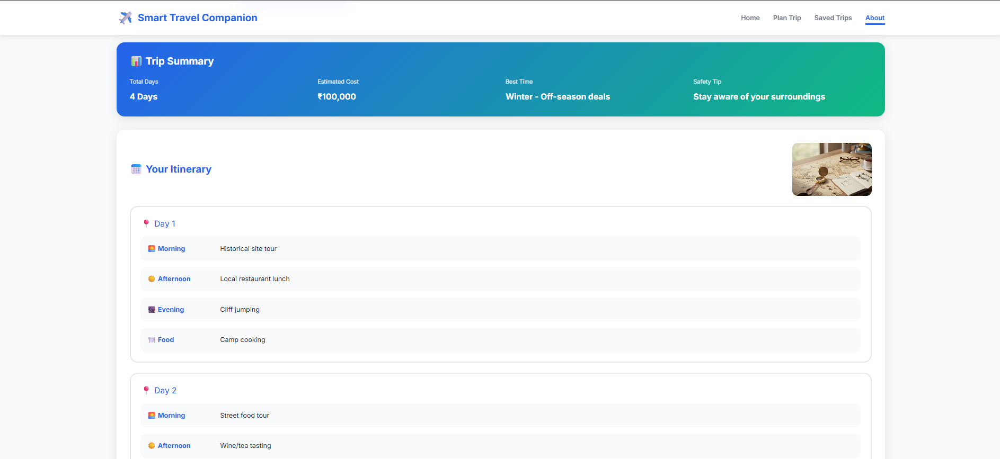 Smart Travel Companion
Home Plan Trip Saved Trips About
Trip Summary
Total Days
4 Days
Estimated Cost
₹100,000
Best Time
Winter - Off-season deals
Safety Tip
Stay aware of your surroundings
Your Itinerary
Day 1
Morning Historical site tour
Afternoon Local restaurant lunch
Evening Cliff jumping
Food Camp cooking
Day 2
Morning Street food tour
Afternoon Wine/tea tasting